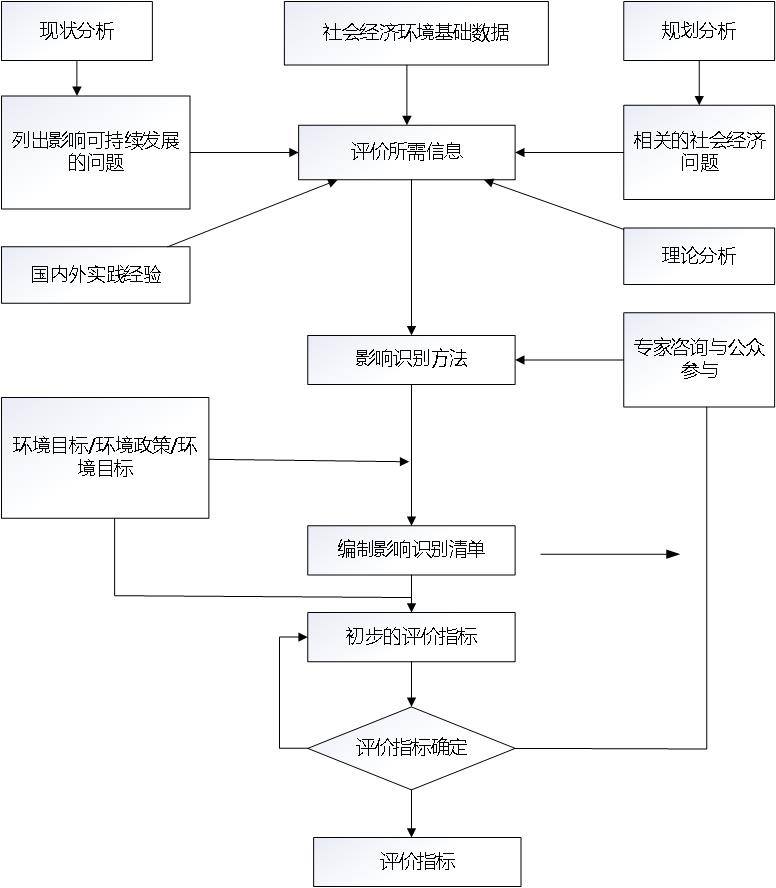 现状分析
社会经济环境基础数据
规划分析
列出影响可持续发展
的问题
评价所需信息
相关的社会经济
问题
国内外实践经验
理论分析
影响识别方法
专家咨询与公众
参与
环境目标/环境政策/环
境目标
编制影响识别清单
初步的评价指标
评价指标确定
评价指标